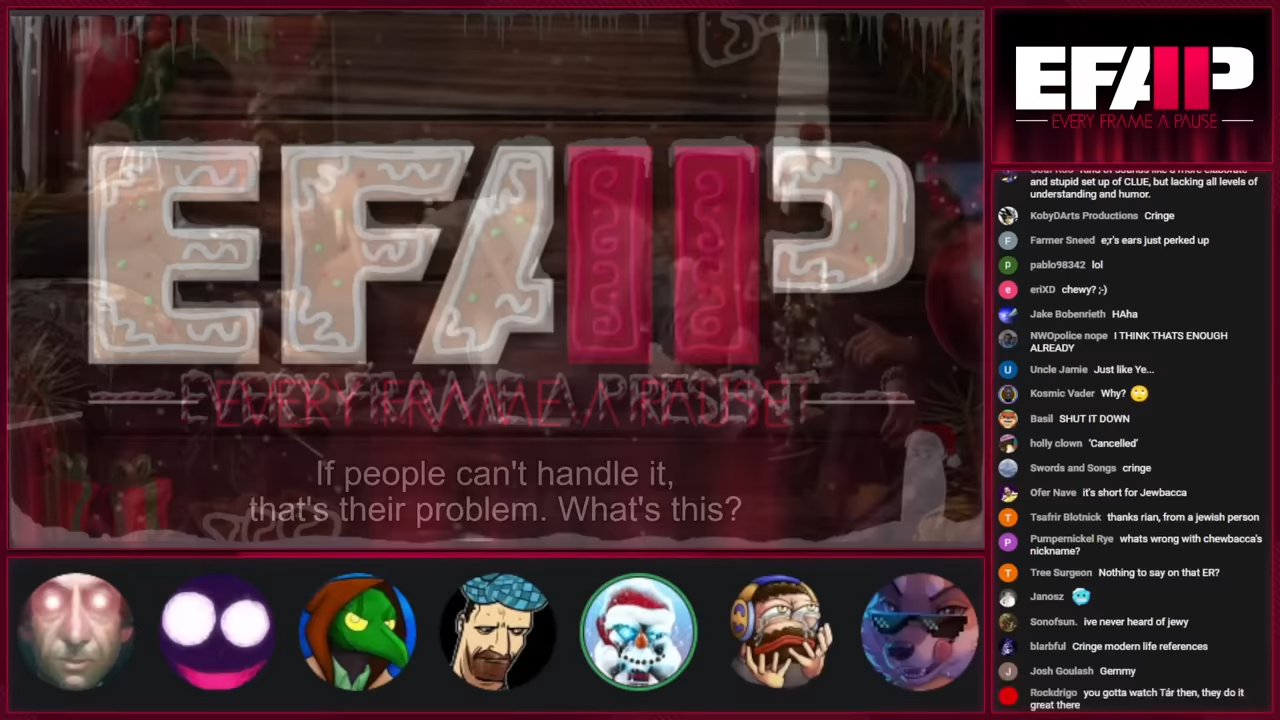 EFAP
EVERY FRAME A PAUSE
If people can't handle it,
that's their problem. What's this?
EFAP
EVERY FRAME A PAUSE
and stupid set up of CLUE, but lacking all levels of
understanding and humor.
KobyDArts Productions Cringe
F Farmer Sneed e;r's ears just perked up
P pablo98342 lol
e eriXD chewy? ;-)
Jake Bobenrieth HAha
NWOpolice nope I THINK THATS ENOUGH
ALREADY
U Uncle Jamie Just like Ye...
Kosmic Vader Why? 🙄
Basil SHUT IT DOWN
holly clown 'Cancelled'
Swords and Songs cringe
Ofer Nave it's short for Jewbacca
T Tsafrir Blotnick thanks rian, from a jewish person
P Pumpernickel Rye whats wrong with chewbacca's
nickname?
T Tree Surgeon Nothing to say on that ER?
Janosz 🥶
Sonofsun. ive never heard of jewy
blarbful Cringe modern life references
J Josh Goulash Gemmy
Rockdrigo you gotta watch Tár then, they do it
great there